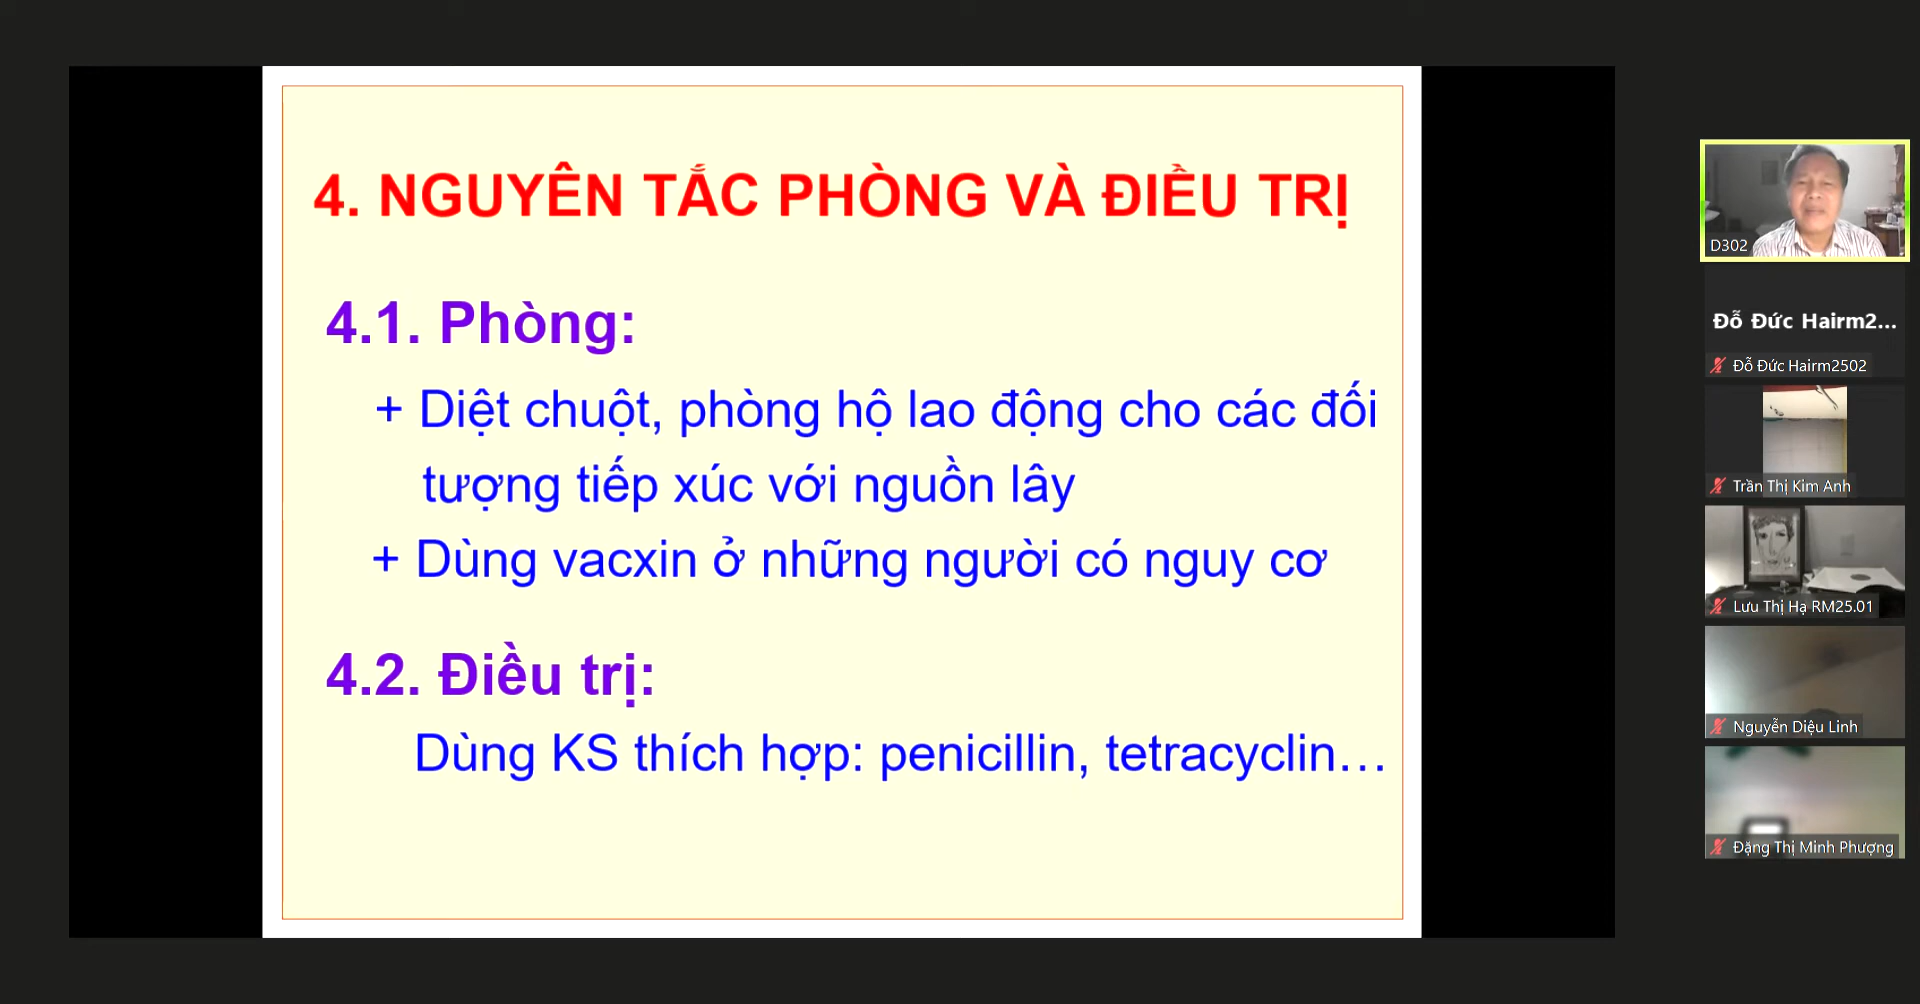 4. NGUYÊN TẮC PHÒNG VÀ ĐIỀU TRỊ
4.1. Phòng:
+ Diệt chuột, phòng hộ lao động cho các đối
tượng tiếp xúc với nguồn lây
+ Dùng vacxin ở những người có nguy cơ
4.2. Điều trị:
Dùng KS thích hợp: penicillin, tetracyclin…
D302
Đỗ Đức Hairm2...
Đỗ Đức Hairm2502
Trần Thị Kim Anh
Lưu Thị Hạ RM25.01
Nguyễn Diệu Linh
Đặng Thị Minh Phượng